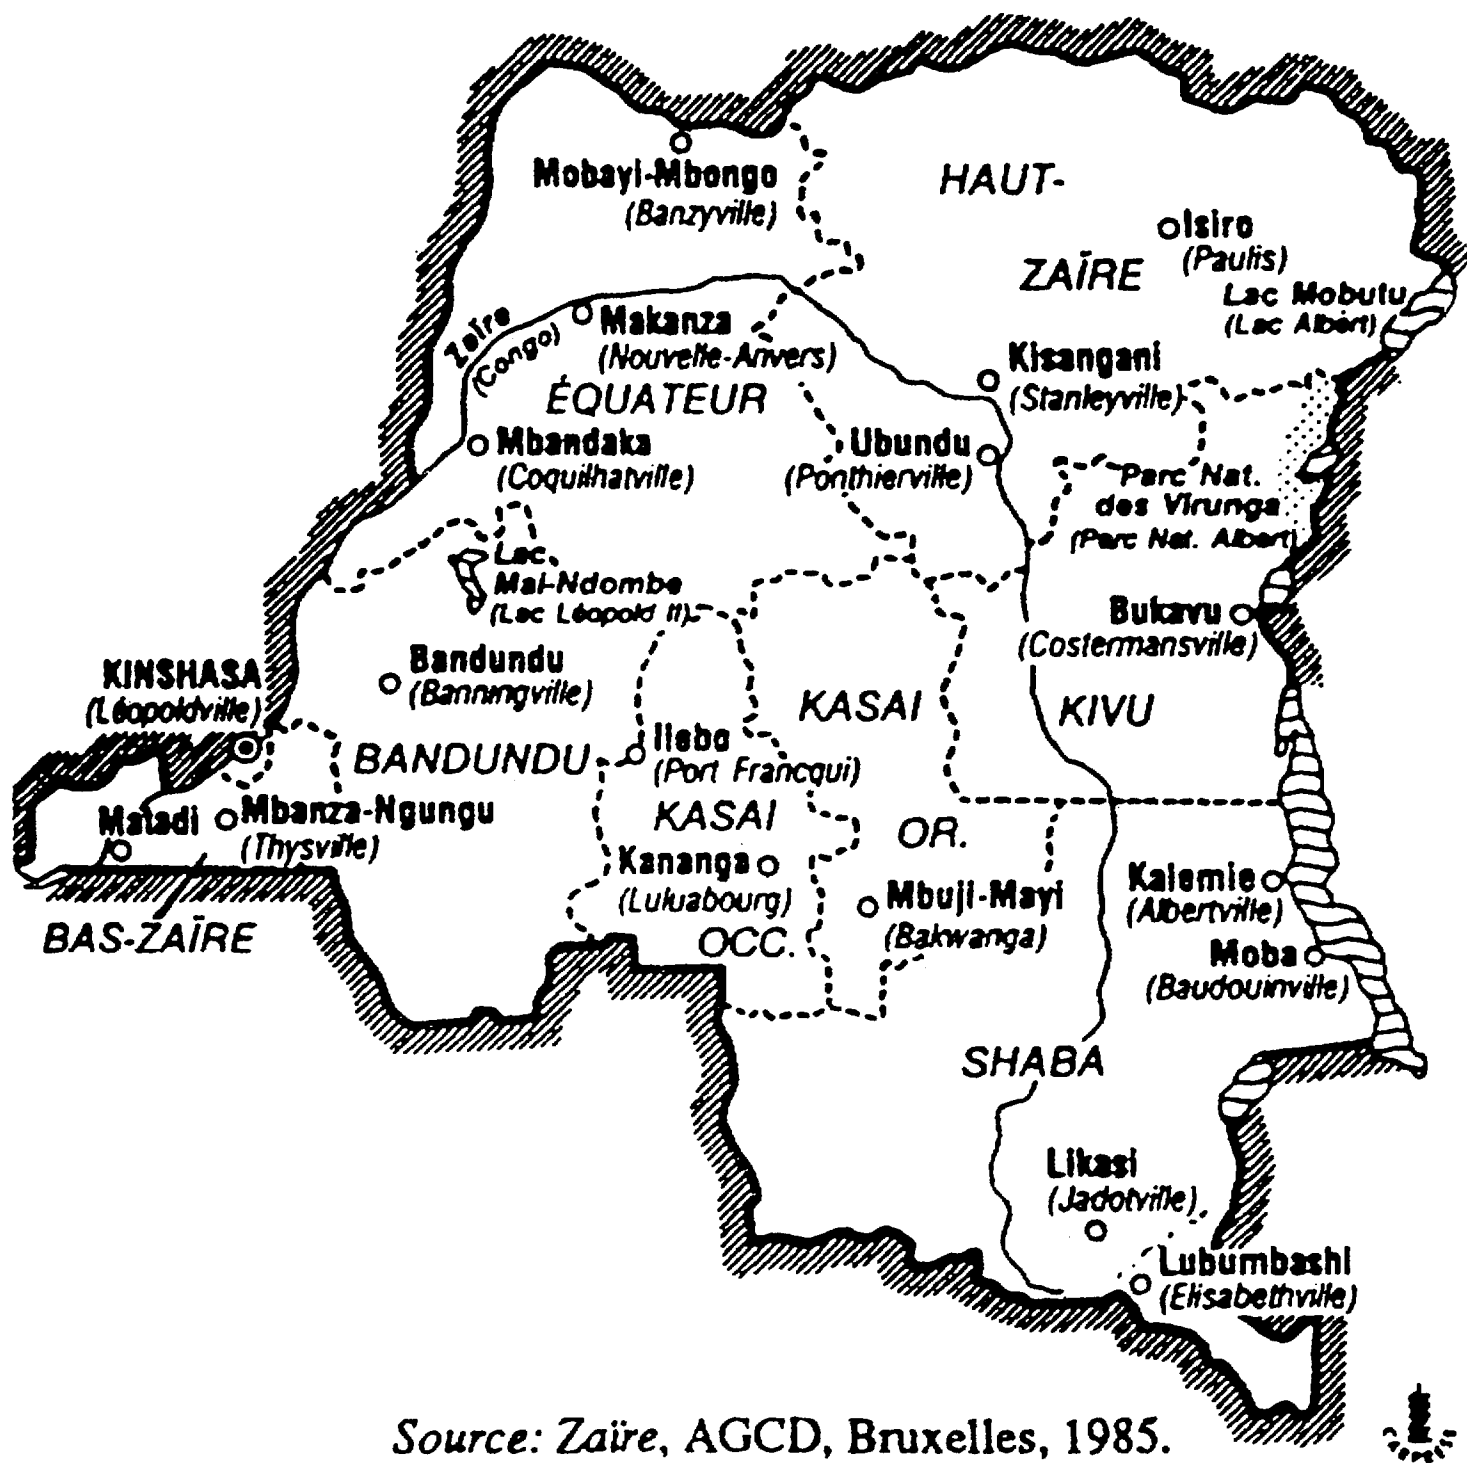 Mobayi-Mbongo
(Banzyville)
HAUT-
ZAÏRE
Isiro
(Paulis)
Lac Mobutu
(Lac Albert)
Zaïre
(Congo)
Makanza
(Nouvelle-Anvers)
ÉQUATEUR
Kisangani
(Stanleyville)
Mbandaka
(Coquilhatville)
Ubundu
(Ponthierville)
Parc Nat.
des Virunga
(Parc Nat. Albert)
Lac
Mai-Ndombe
(Lac Léopold II)
Bukavu
(Costermansville)
KINSHASA
(Léopoldville)
Bandundu
(Banningville)
KASAI
KIVU
BANDUNDU
Ilebo
(Port Francqui)
Matadi
Mbanza-Ngungu
(Thysville)
KASAI
OR.
Kananga
(Luluabourg)
Kalemie
(Albertville)
Mbuji-Mayi
(Bakwanga)
BAS-ZAÏRE
OCC.
Moba
(Baudouinville)
SHABA
Likasi
(Jadotville)
Lubumbashi
(Elisabethville)
Source: Zaïre, AGCD, Bruxelles, 1985.